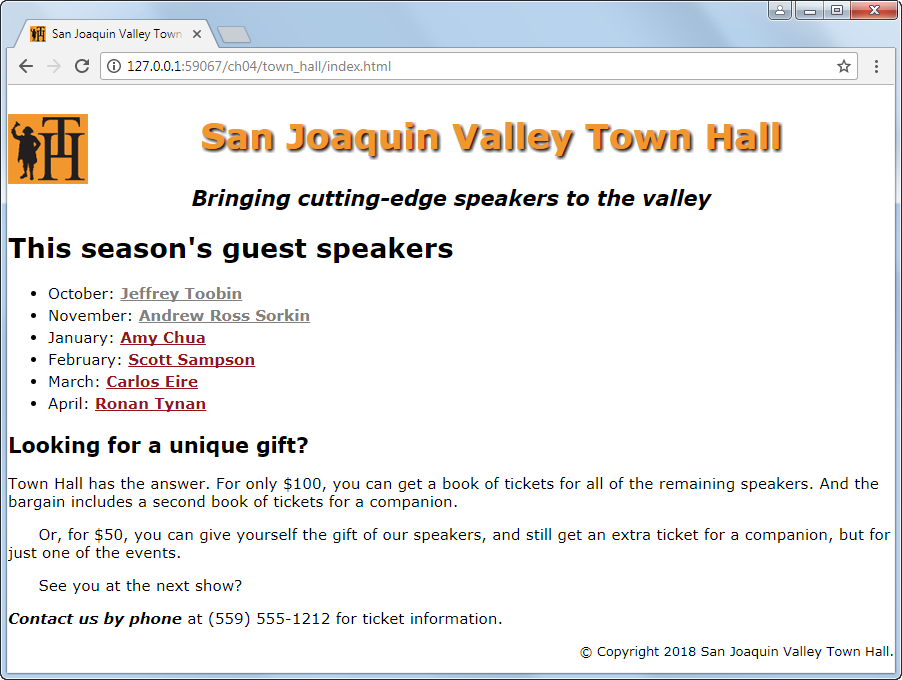 San Joaquin Valley Town
127.0.0.1:59067/ch04/town_hall/index.html
TH
San Joaquin Valley Town Hall
Bringing cutting-edge speakers to the valley
This season's guest speakers
• October: Jeffrey Toobin
• November: Andrew Ross Sorkin
• January: Amy Chua
• February: Scott Sampson
• March: Carlos Eire
• April: Ronan Tynan
Looking for a unique gift?
Town Hall has the answer. For only $100, you can get a book of tickets for all of the remaining speakers. And the
bargain includes a second book of tickets for a companion.
Or, for $50, you can give yourself the gift of our speakers, and still get an extra ticket for a companion, but for
just one of the events.
See you at the next show?
Contact us by phone at (559) 555-1212 for ticket information.
© Copyright 2018 San Joaquin Valley Town Hall.